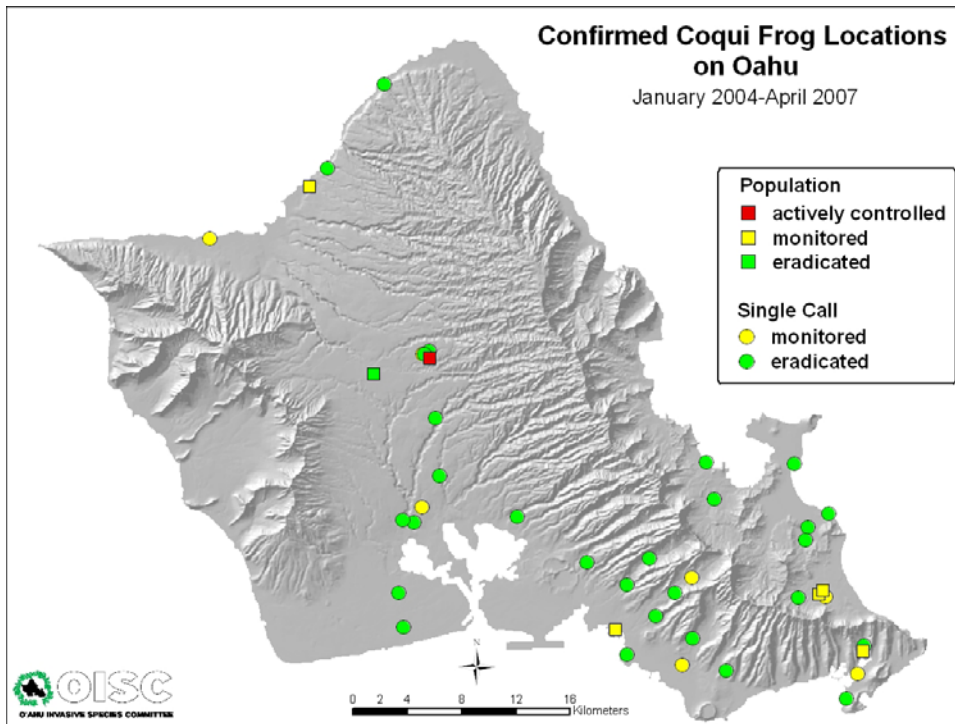 Confirmed Coqui Frog Locations
on Oahu
January 2004-April 2007
Population
actively controlled
monitored
eradicated
Single Call
monitored
eradicated
N
OISC
O'AHU INVASIVE SPECIES COMMITTEE
0 2 4 8 12 16
Kilometers